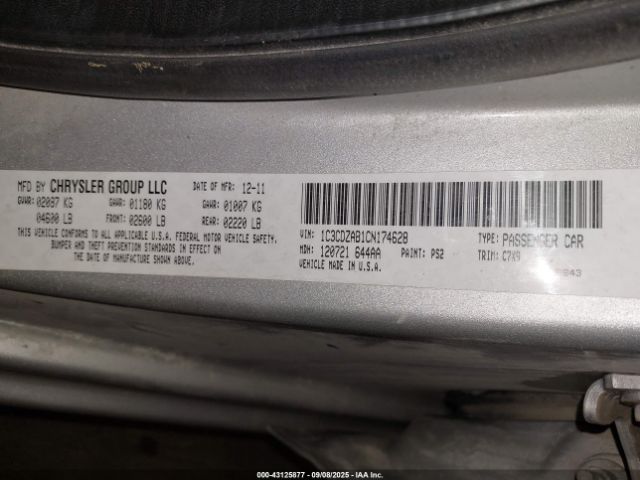 MFD BY CHRYSLER GROUP LLC DATE OF MFR: 12-11
GVWR: 02087 KG GAWR: 01180 KG GAWR: 01007 KG
04600 LB FRONT: 02600 LB REAR: 02220 LB
THIS VEHICLE CONFORMS TO ALL APPLICABLE U.S.A. FEDERAL MOTOR VEHICLE SAFETY,
BUMPER AND THEFT PREVENTION STANDARDS IN EFFECT ON
THE DATE OF MANUFACTURE SHOWN ABOVE.
VIN: 1C3CDZAB1CN174628 TYPE: PASSENGER CAR
MDH: 120721 644AA PAINT: PS2 TRIM: C7X9
VEHICLE MADE IN U.S.A.
000-43125877 09/08/2025 IAA Inc.